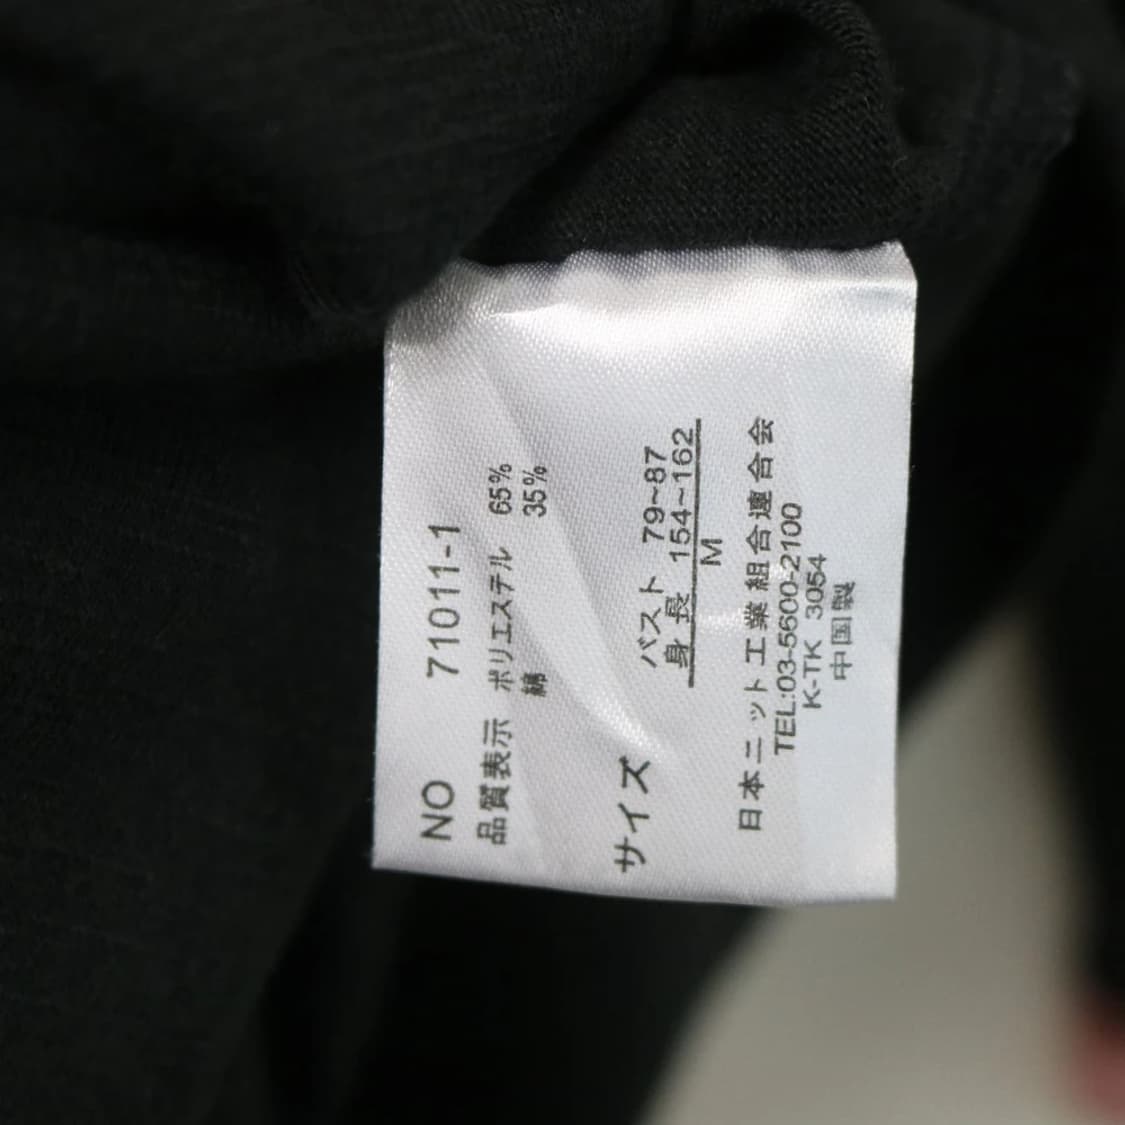 NO 71011-1
品質表示 ポリエステル 65%
綿 35%
サイズ
バスト 79~87
身長 154~162
M
日本ニット工業組合連合会
TEL:03-5600-2100
K-TK 3054
中国製